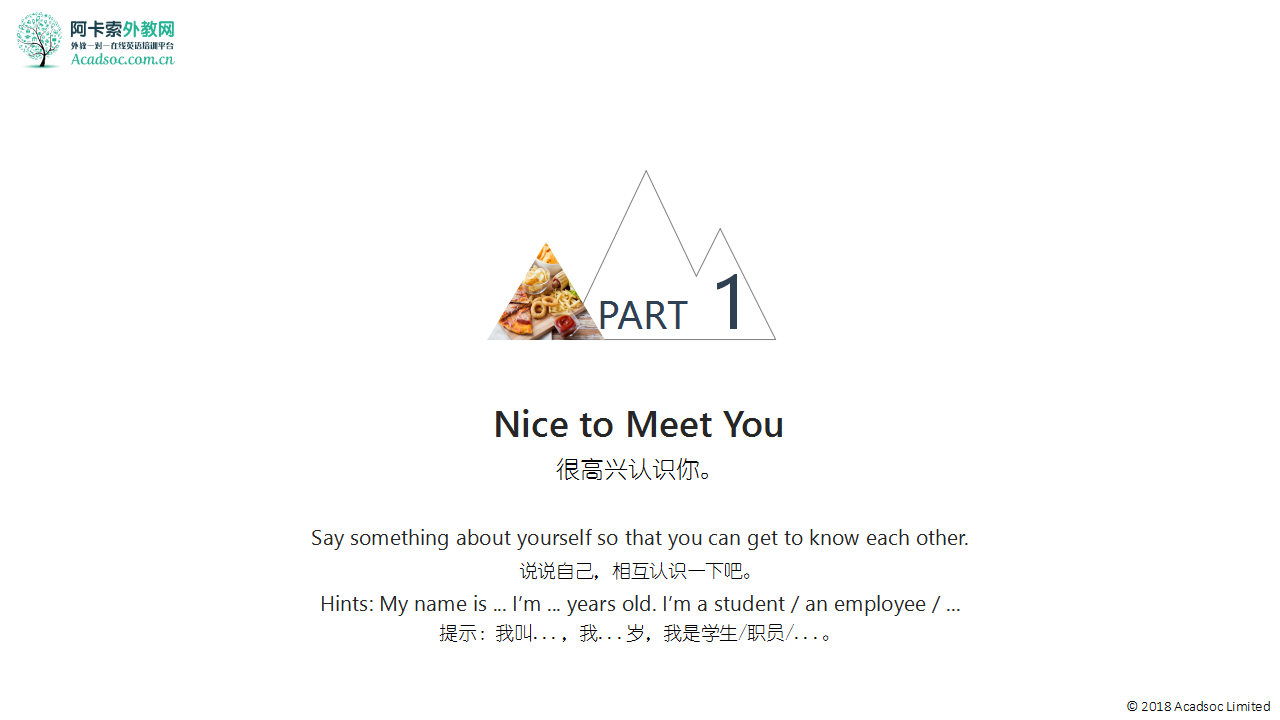 阿卡索外教网
外教一对一在线英语培训平台
Acadsoc.com.cn
PART 1
Nice to Meet You
很高兴认识你。
Say something about yourself so that you can get to know each other.
说说自己，相互认识一下吧。
Hints: My name is ... I’m ... years old. I’m a student / an employee / ...
提示：我叫...，我...岁，我是学生/职员/...。
© 2018 Acadsoc Limited